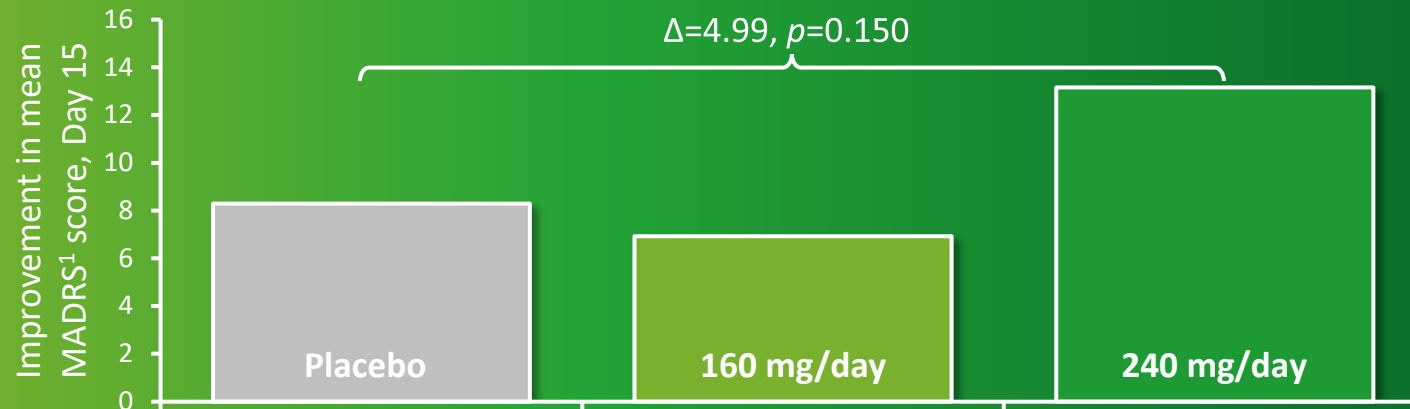 Improvement in mean
MADRS¹ score, Day 15
16
14
12
10
8
6
4
2
0
Δ=4.99, p=0.150
Placebo
160 mg/day
240 mg/day